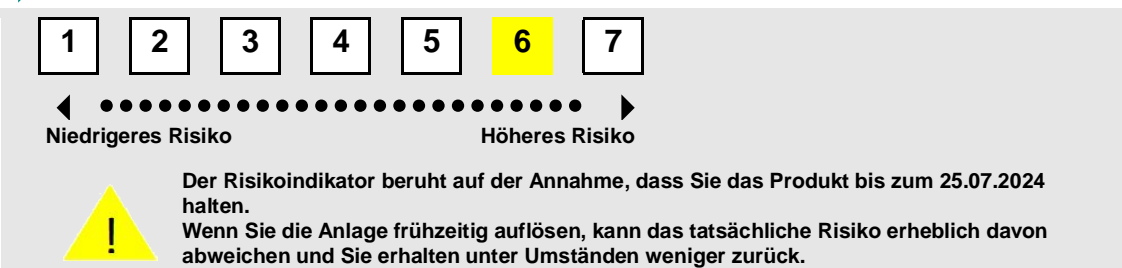 1 2 3 4 5 6 7
Niedrigeres Risiko Höheres Risiko
! Der Risikoindikator beruht auf der Annahme, dass Sie das Produkt bis zum 25.07.2024
halten.
Wenn Sie die Anlage frühzeitig auflösen, kann das tatsächliche Risiko erheblich davon
abweichen und Sie erhalten unter Umständen weniger zurück.